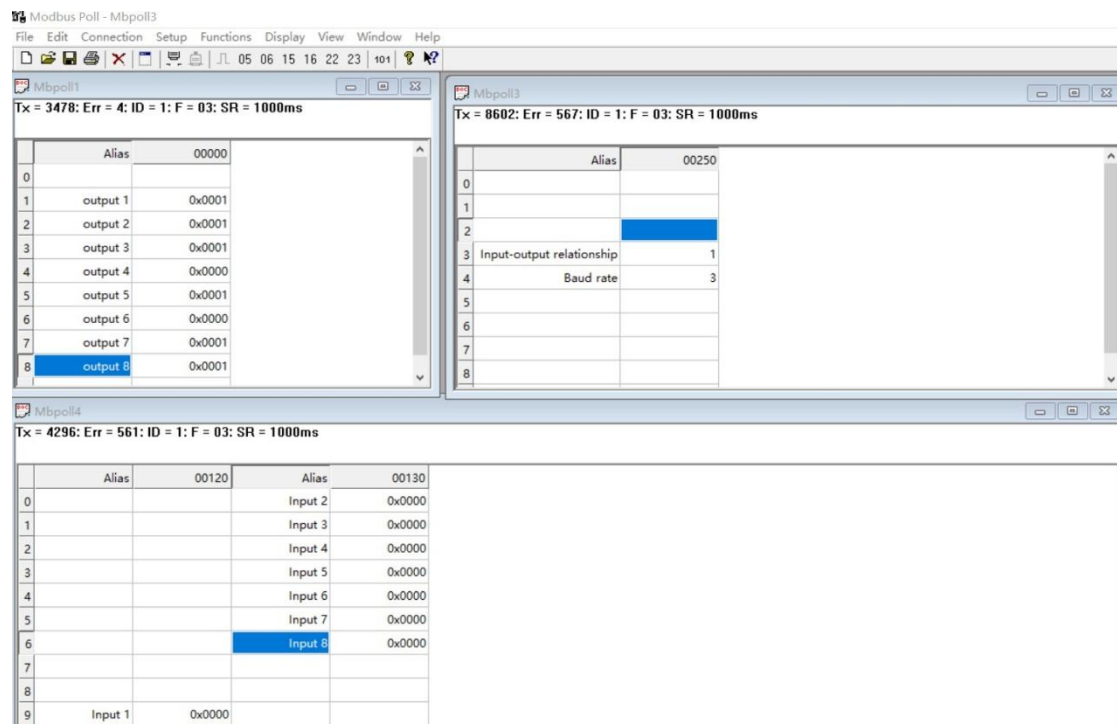 Modbus Poll - Mbpoll3
File Edit Connection Setup Functions Display View Window Help
05 06 15 16 22 23 101
Mbpoll1
Tx = 3478: Err = 4: ID = 1: F = 03: SR = 1000ms
Alias 00000
0
1 output 1 0x0001
2 output 2 0x0001
3 output 3 0x0001
4 output 4 0x0000
5 output 5 0x0001
6 output 6 0x0000
7 output 7 0x0001
8 output 8 0x0001
Mbpoll3
Tx = 8602: Err = 567: ID = 1: F = 03: SR = 1000ms
Alias 00250
0
1
2
3 Input-output relationship 1
4 Baud rate 3
5
6
7
8
Mbpoll4
Tx = 4296: Err = 561: ID = 1: F = 03: SR = 1000ms
Alias 00120 Alias 00130
0 Input 2 0x0000
1 Input 3 0x0000
2 Input 4 0x0000
3 Input 5 0x0000
4 Input 6 0x0000
5 Input 7 0x0000
6 Input 8 0x0000
7
8
9 Input 1 0x0000